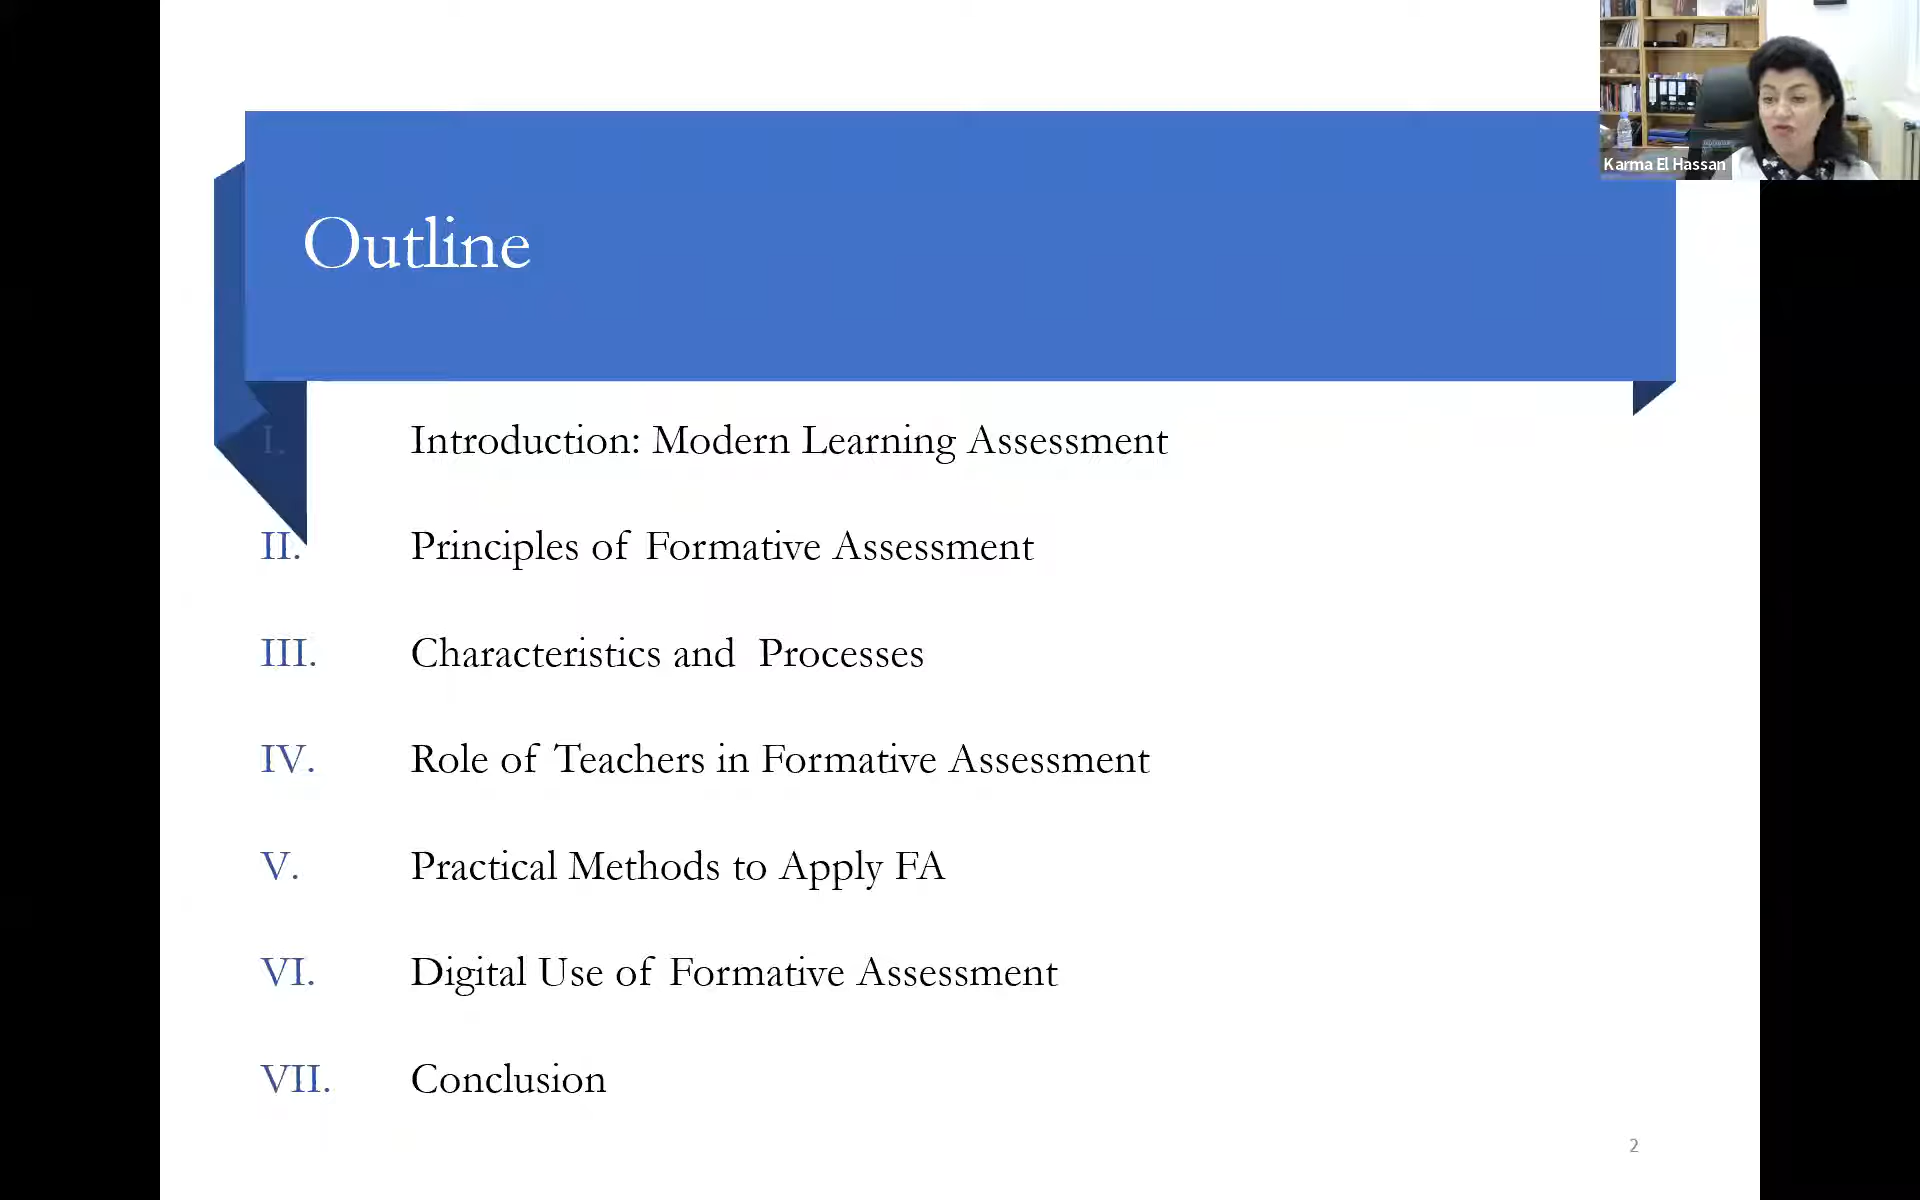 Karma El Hassan
Outline
I. Introduction: Modern Learning Assessment
II. Principles of Formative Assessment
III. Characteristics and Processes
IV. Role of Teachers in Formative Assessment
V. Practical Methods to Apply FA
VI. Digital Use of Formative Assessment
VII. Conclusion
2